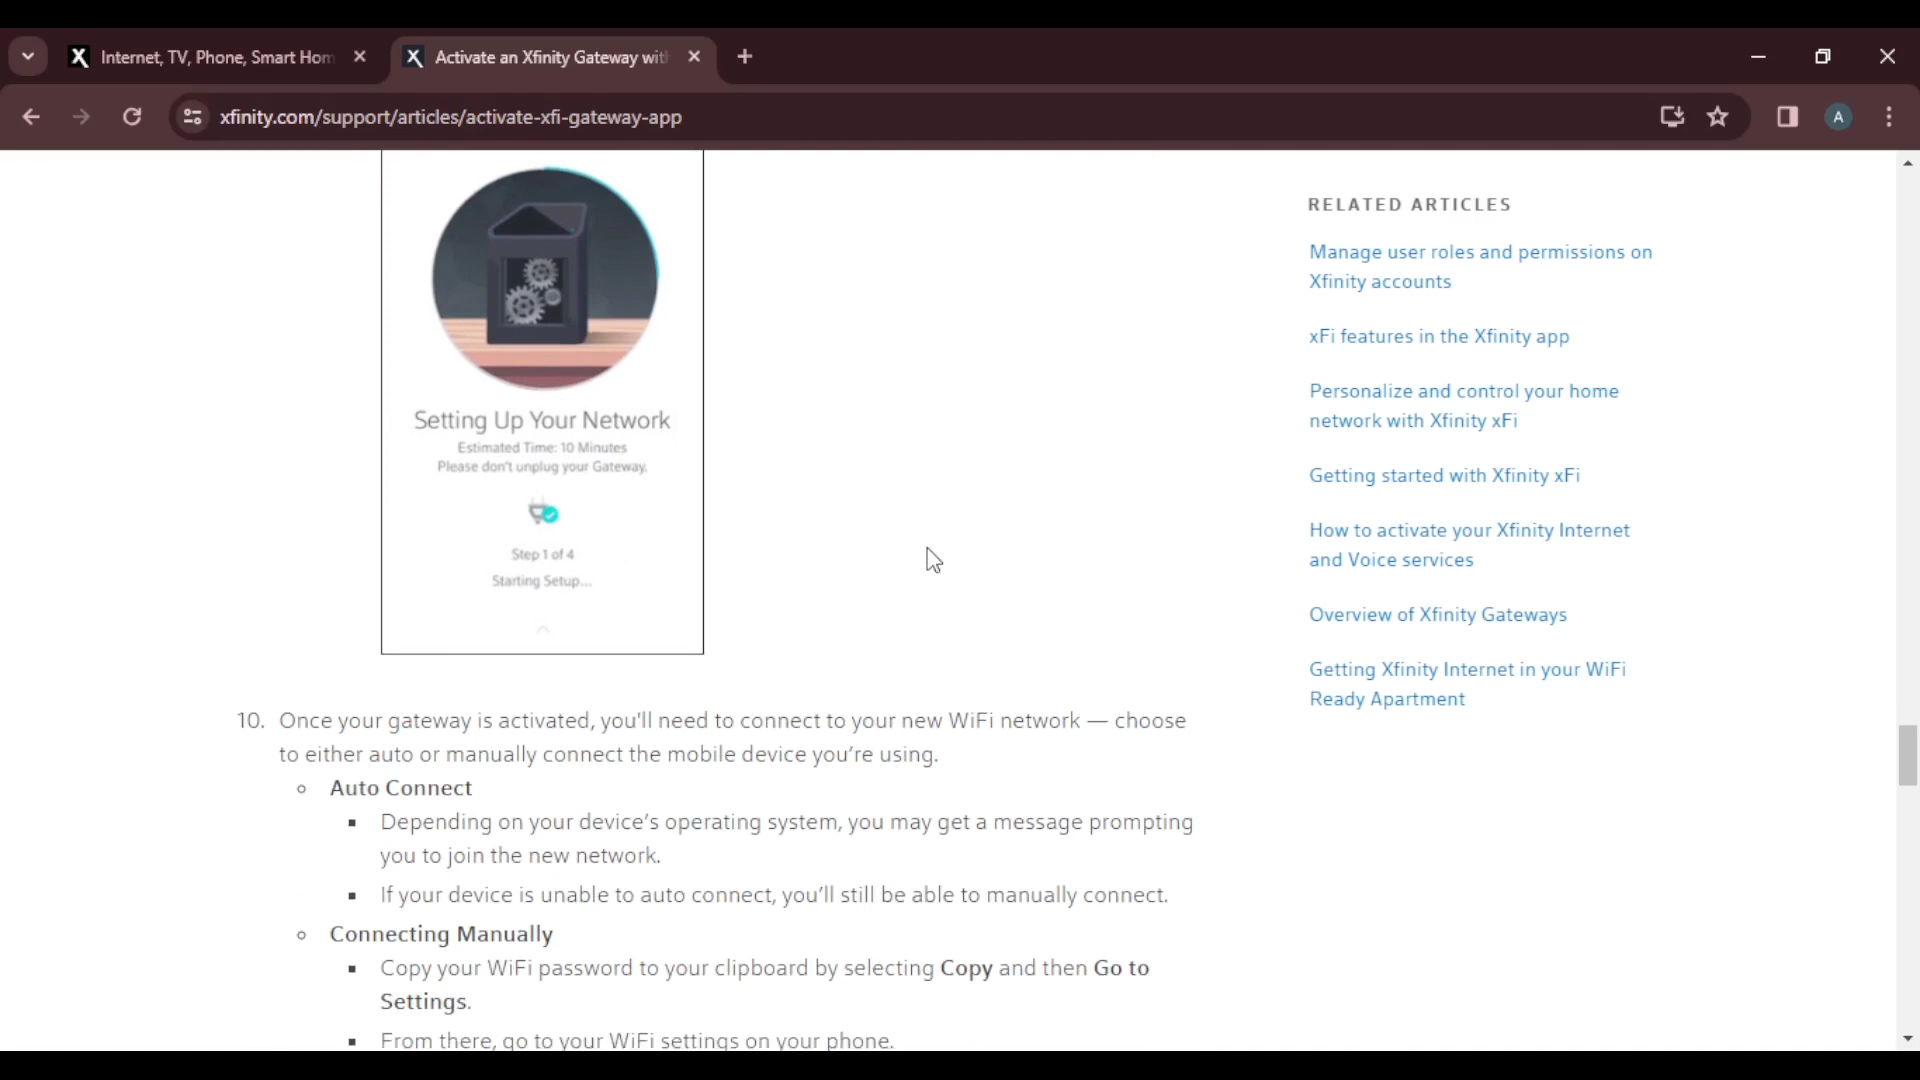 Internet, TV, Phone, Smart Hom
Activate an Xfinity Gateway with
xfinity.com/support/articles/activate-xfi-gateway-app
A
Setting Up Your Network
Estimated Time: 10 Minutes
Please don't unplug your Gateway.
Step 1 of 4
Starting Setup...
10. Once your gateway is activated, you'll need to connect to your new WiFi network — choose
to either auto or manually connect the mobile device you're using.
Auto Connect
Depending on your device's operating system, you may get a message prompting
you to join the new network.
If your device is unable to auto connect, you'll still be able to manually connect.
Connecting Manually
Copy your WiFi password to your clipboard by selecting Copy and then Go to
Settings.
From there, go to your WiFi settings on your phone.
RELATED ARTICLES
Manage user roles and permissions on
Xfinity accounts
xFi features in the Xfinity app
Personalize and control your home
network with Xfinity xFi
Getting started with Xfinity xFi
How to activate your Xfinity Internet
and Voice services
Overview of Xfinity Gateways
Getting Xfinity Internet in your WiFi
Ready Apartment